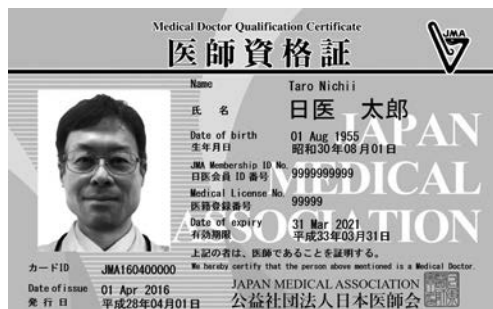 Medical Doctor Qualification Certificate
医師資格証
JMA
Name Taro Nichii
氏 名 日医 太郎
Date of birth 01 Aug 1955
生年月日 昭和30年08月01日
JMA Membership ID No.
日医会員 ID 番号 9999999999
Medical License No.
医籍登録番号 99999
Date of expiry 31 Mar 2021
有効期限 平成33年03月31日
JAPAN
MEDICAL
ASSOCIATION
上記の者は、医師であることを証明する。
We hereby certify that the person above mentioned is a Medical Doctor.
カードID JMA160400000
Date of issue 01 Apr 2016
発行日 平成28年04月01日
JAPAN MEDICAL ASSOCIATION
公益社団法人日本医師会